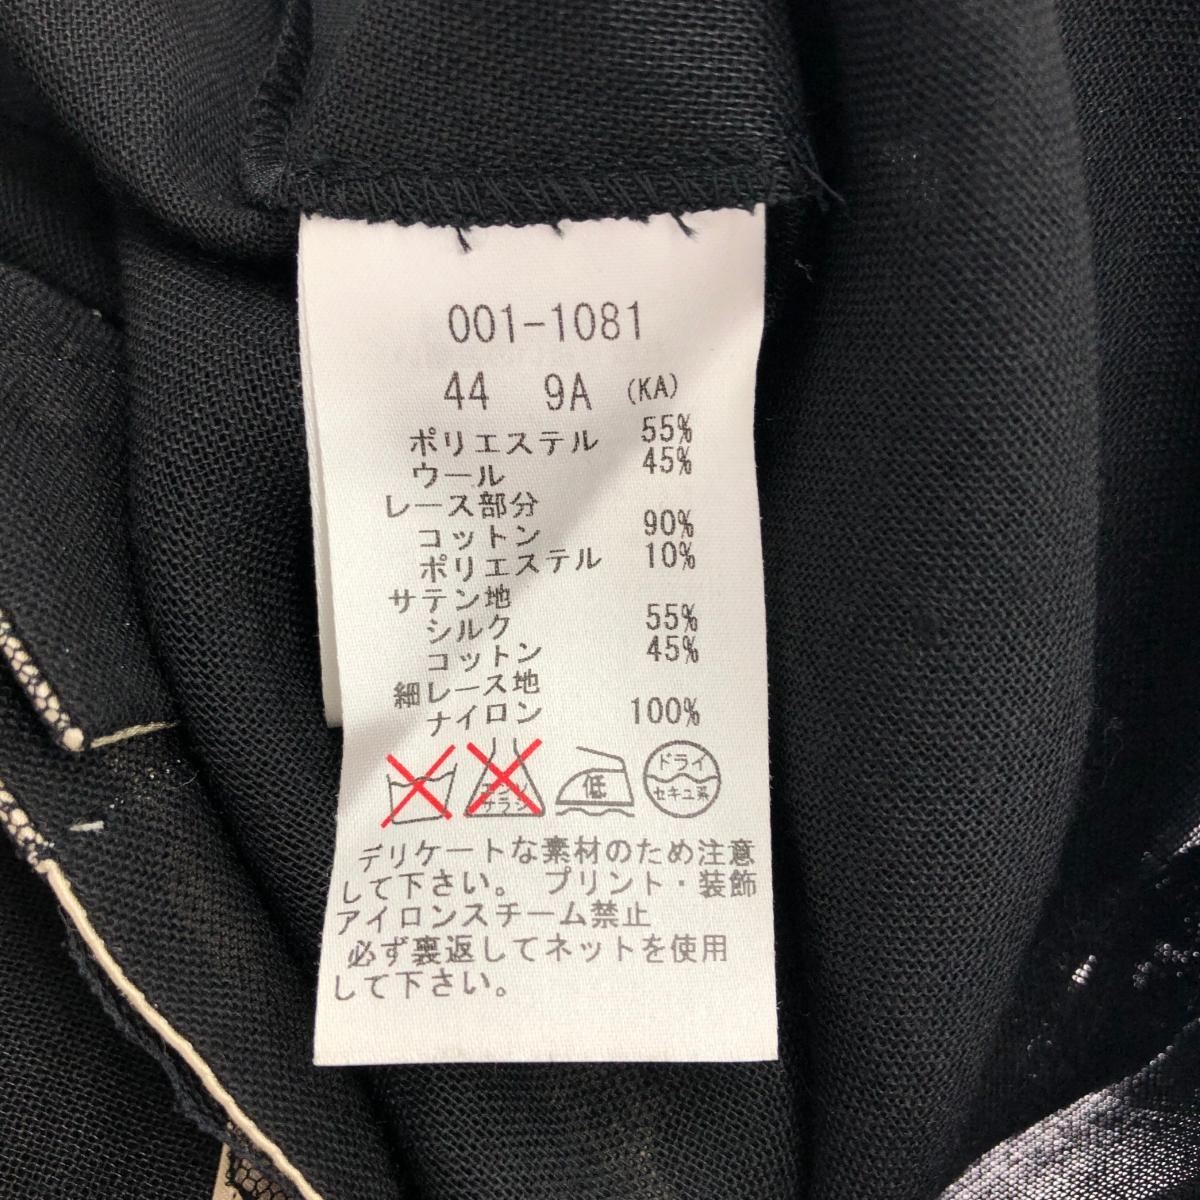 001-1081
44 9A (KA)
ポリエステル 55%
ウール 45%
レース部分
コットン 90%
ポリエステル 10%
サテン地
シルク 55%
コットン 45%
細レース地
ナイロン 100%
エンソ
サラシ
低
ドライ
セキユ系
デリケートな素材のため注意
して下さい。 プリント・装飾
アイロンスチーム禁止
必ず裏返してネットを使用
して下さい。